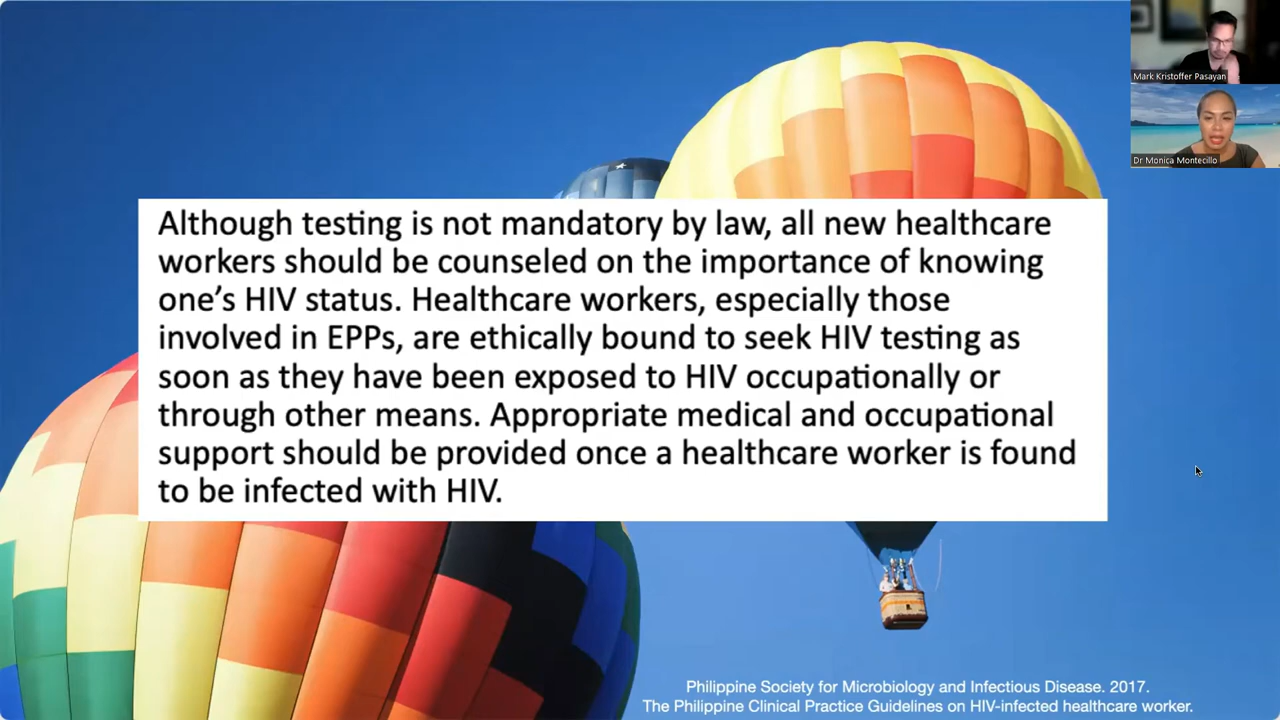 Mark Kristoffer Pasayan
Dr Monica Montecillo
Although testing is not mandatory by law, all new healthcare
workers should be counseled on the importance of knowing
one’s HIV status. Healthcare workers, especially those
involved in EPPs, are ethically bound to seek HIV testing as
soon as they have been exposed to HIV occupationally or
through other means. Appropriate medical and occupational
support should be provided once a healthcare worker is found
to be infected with HIV.
Philippine Society for Microbiology and Infectious Disease. 2017.
The Philippine Clinical Practice Guidelines on HIV-infected healthcare worker.